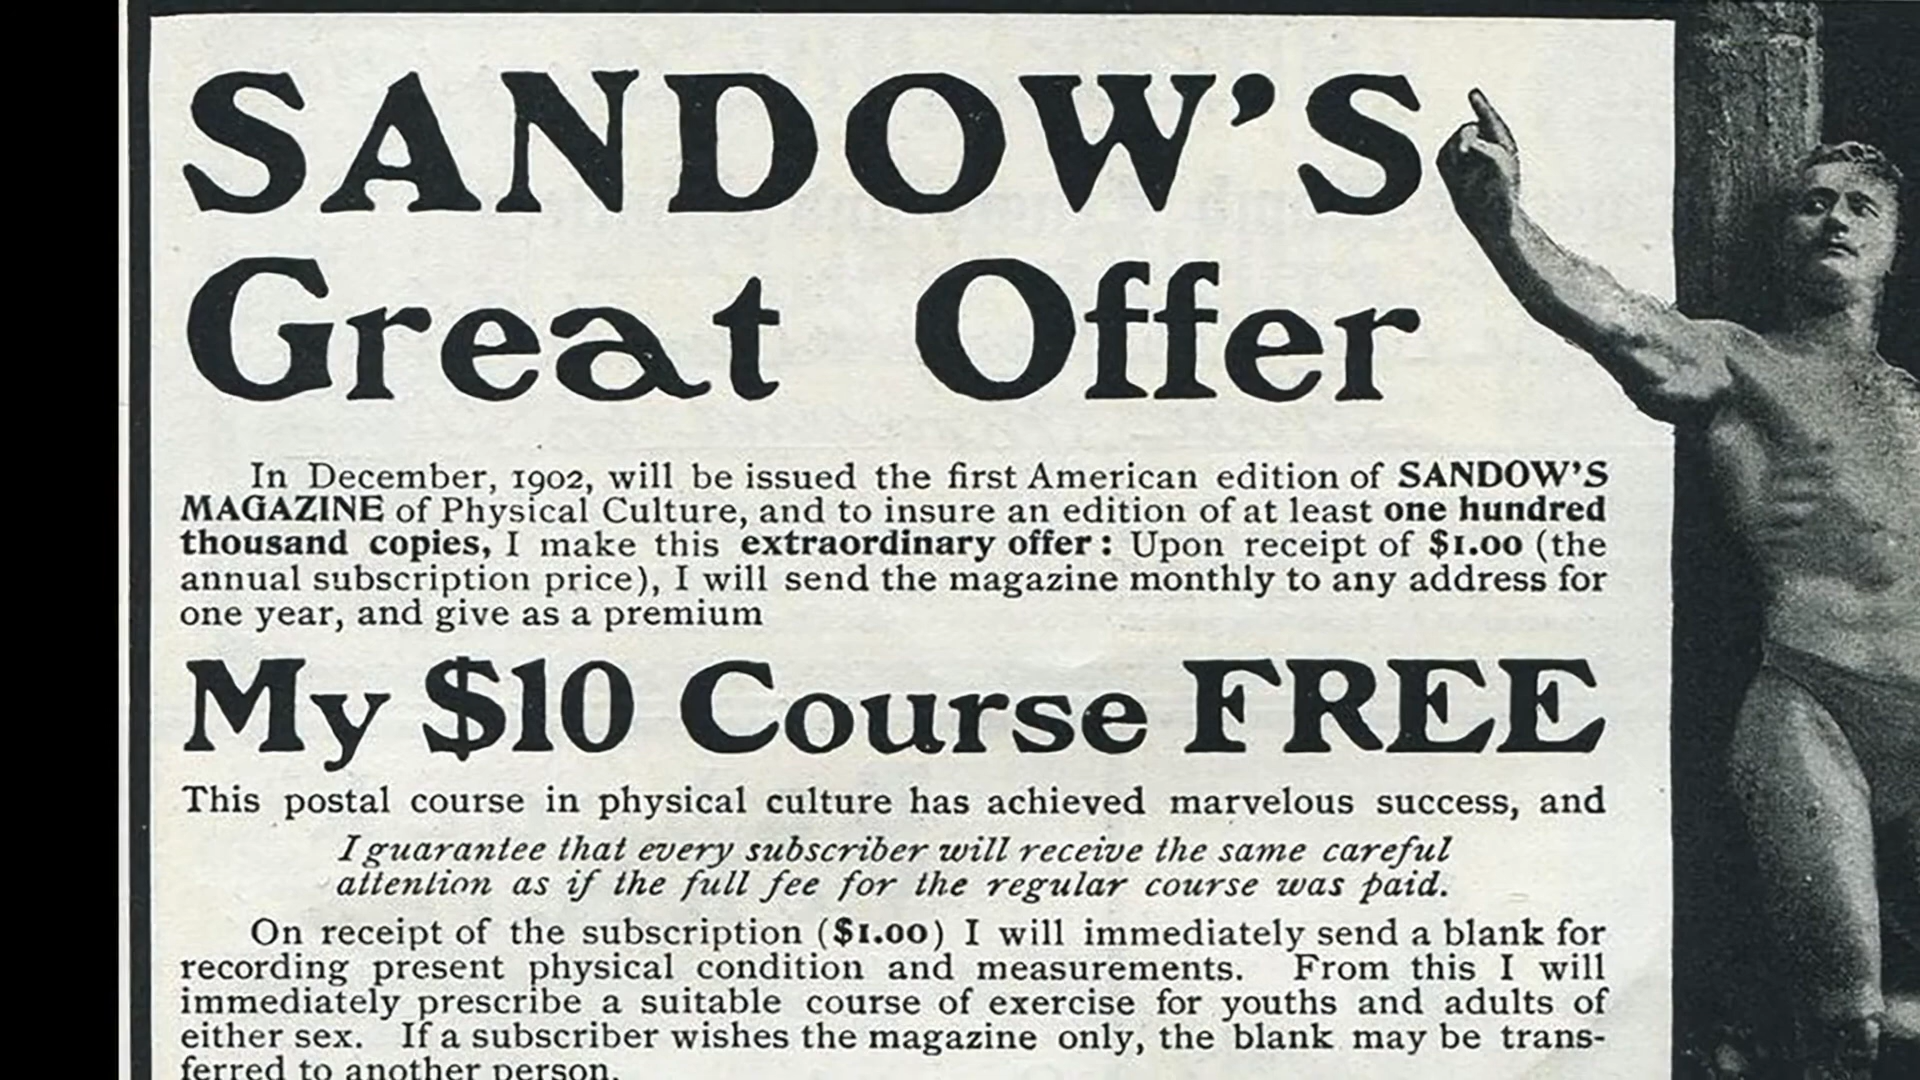 SANDOW'S
Great Offer
In December, 1902, will be issued the first American edition of SANDOW'S
MAGAZINE of Physical Culture, and to insure an edition of at least one hundred
thousand copies, I make this extraordinary offer: Upon receipt of $1.00 (the
annual subscription price), I will send the magazine monthly to any address for
one year, and give as a premium
My $10 Course FREE
This postal course in physical culture has achieved marvelous success, and
I guarantee that every subscriber will receive the same careful
attention as if the full fee for the regular course was paid.
On receipt of the subscription ($1.00) I will immediately send a blank for
recording present physical condition and measurements. From this I will
immediately prescribe a suitable course of exercise for youths and adults of
either sex. If a subscriber wishes the magazine only, the blank may be trans-
ferred to another person.